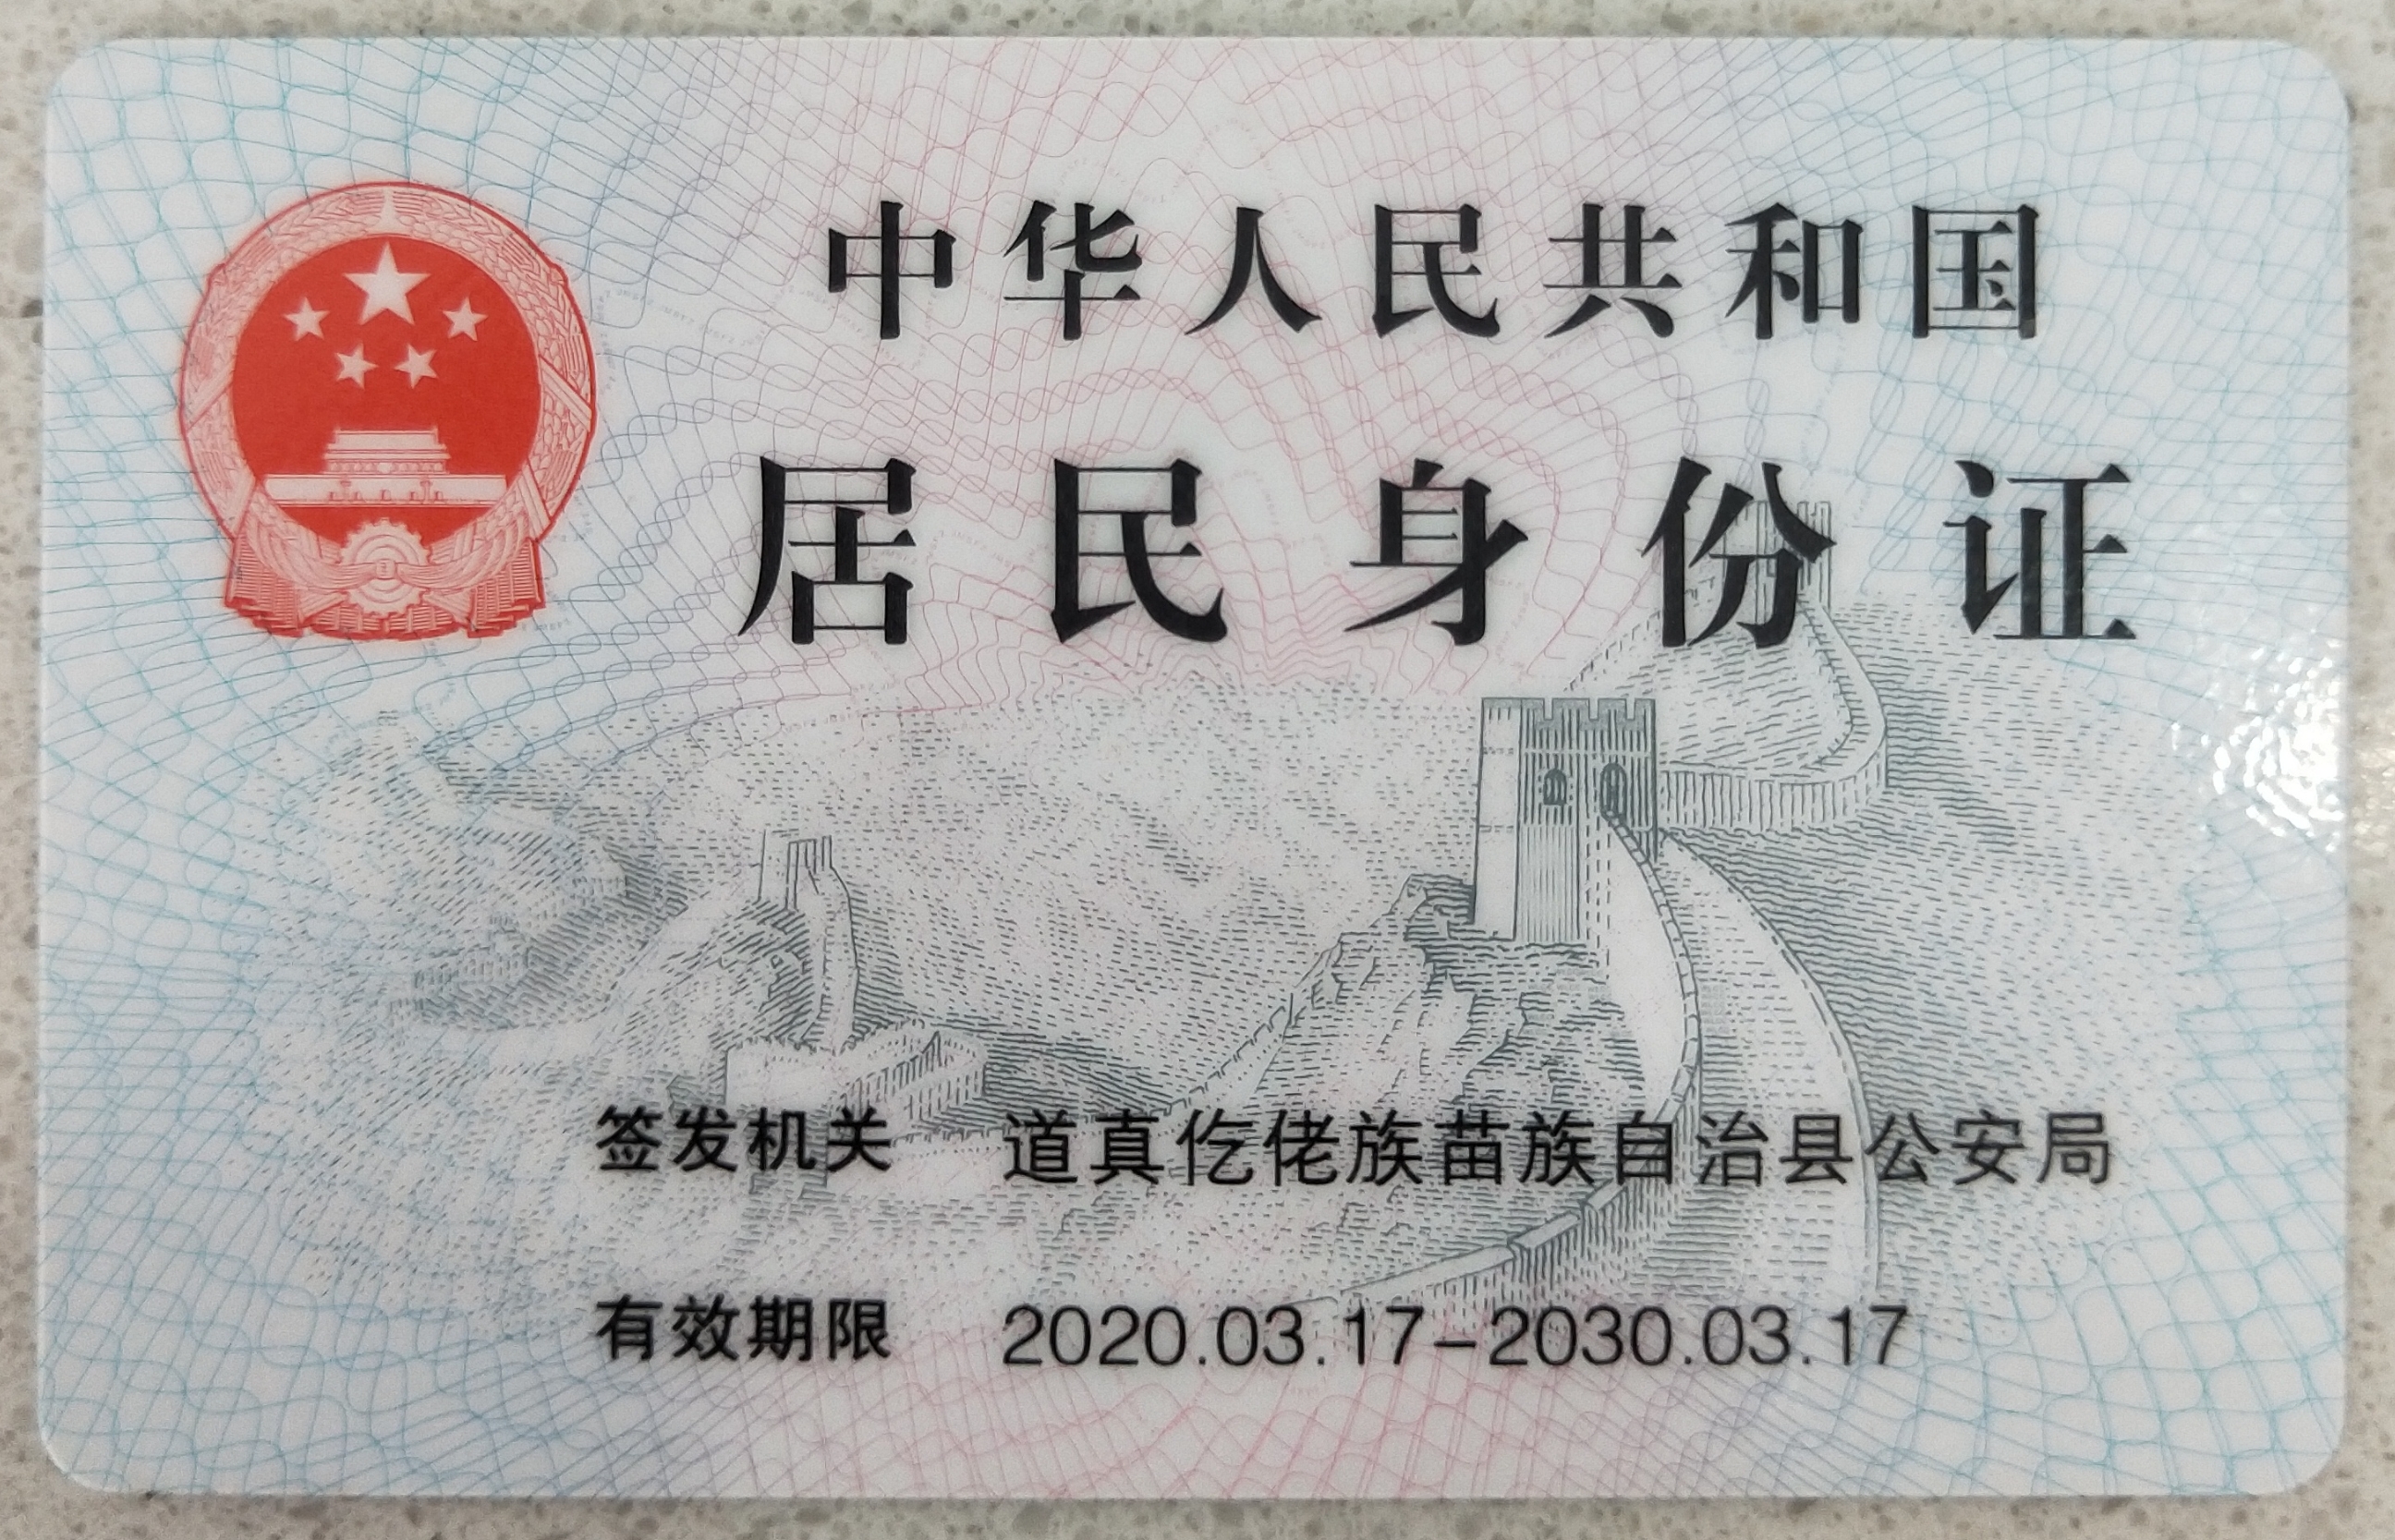 中华人民共和国
居民身份证
签发机关 道真仡佬族苗族自治县公安局
有效期限 2020.03.17-2030.03.17